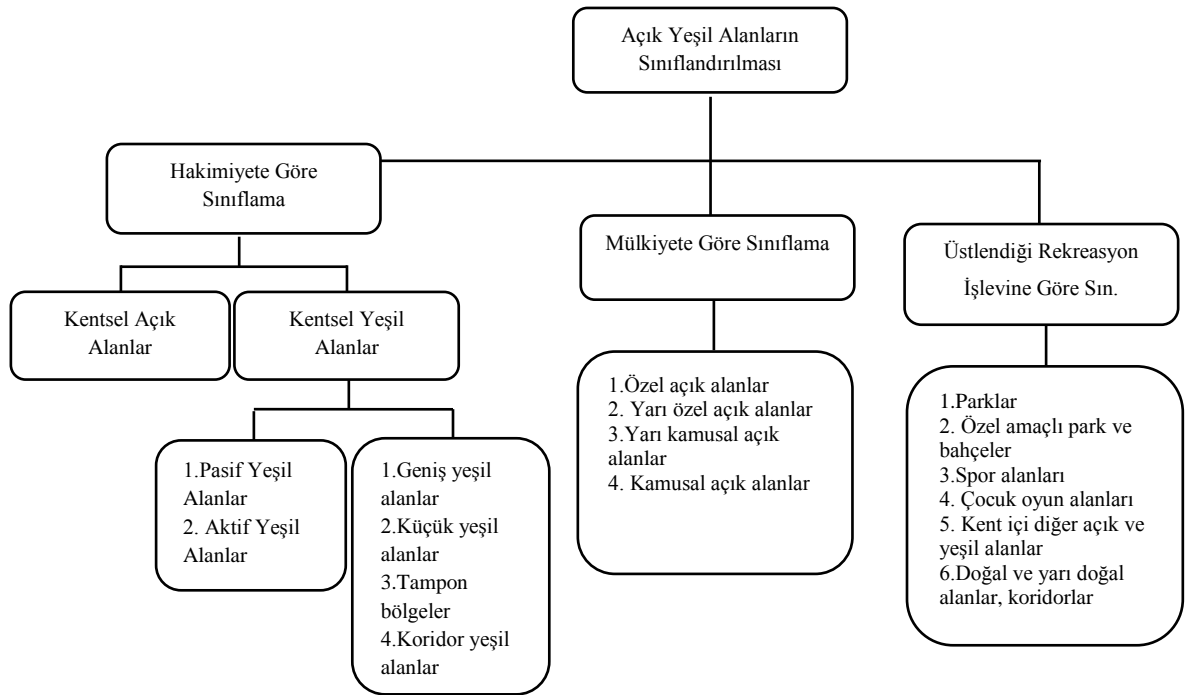 Açık Yeşil Alanların
Sınıflandırılması
Hakimiyete Göre
Sınıflama
Mülkiyete Göre Sınıflama
Üstlendiği Rekreasyon
İşlevine Göre Sın.
Kentsel Açık
Alanlar
Kentsel Yeşil
Alanlar
1.Pasif Yeşil
Alanlar
2. Aktif Yeşil
Alanlar
1.Geniş yeşil
alanlar
2.Küçük yeşil
alanlar
3.Tampon
bölgeler
4.Koridor yeşil
alanlar
1.Özel açık alanlar
2. Yarı özel açık alanlar
3.Yarı kamusal açık
alanlar
4. Kamusal açık alanlar
1.Parklar
2. Özel amaçlı park ve
bahçeler
3.Spor alanları
4. Çocuk oyun alanları
5. Kent içi diğer açık ve
yeşil alanlar
6.Doğal ve yarı doğal
alanlar, koridorlar